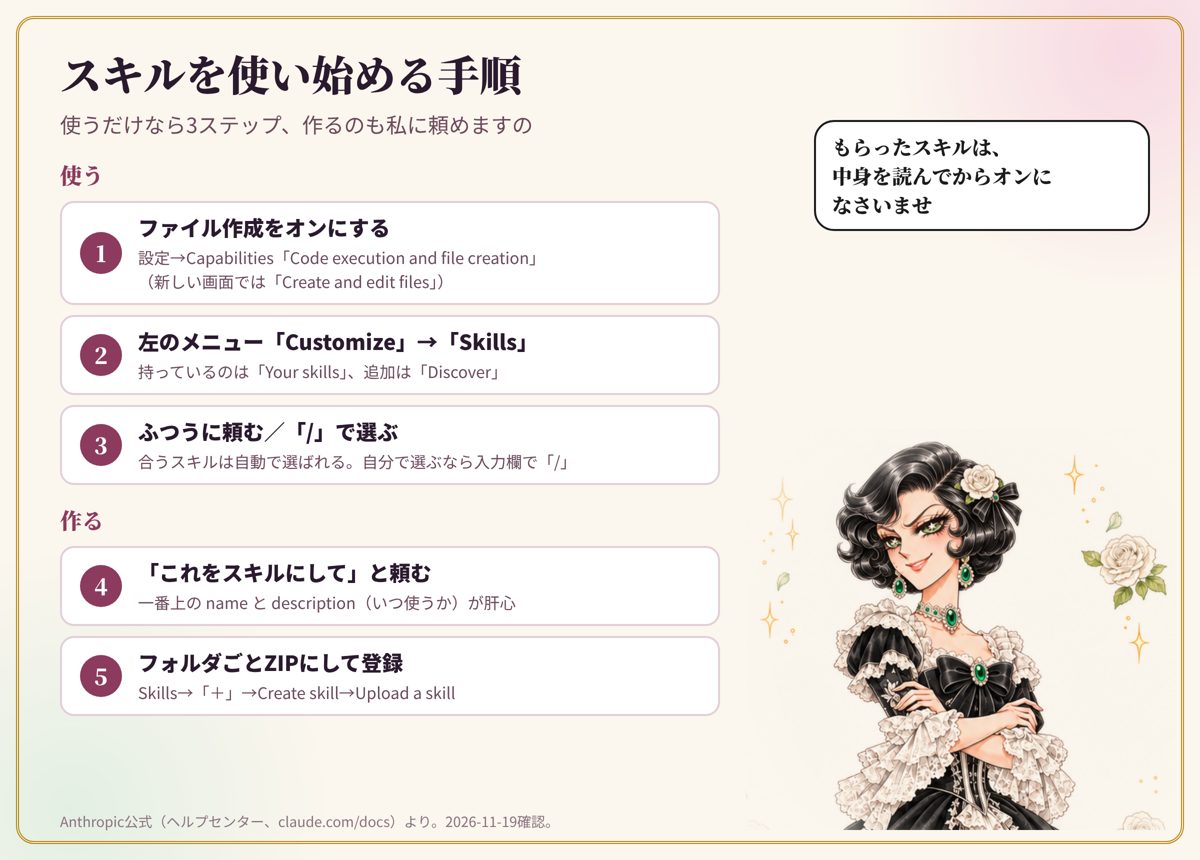 スキルを使い始める手順
使うだけなら3ステップ、作るのも私に頼めますの
使う
1
ファイル作成をオンにする
設定→Capabilities「Code execution and file creation」
（新しい画面では「Create and edit files」）
2
左のメニュー「Customize」→「Skills」
持っているのは「Your skills」、追加は「Discover」
3
ふつうに頼む／「/」で選ぶ
合うスキルは自動で選ばれる。自分で選ぶなら入力欄で「/」
作る
4
「これをスキルにして」と頼む
一番上の name と description（いつ使うか）が肝心
5
フォルダごとZIPにして登録
Skills→「＋」→Create skill→Upload a skill
もらったスキルは、
中身を読んでからオンに
なさいませ
Anthropic公式（ヘルプセンター、claude.com/docs）より。2026-11-19確認。